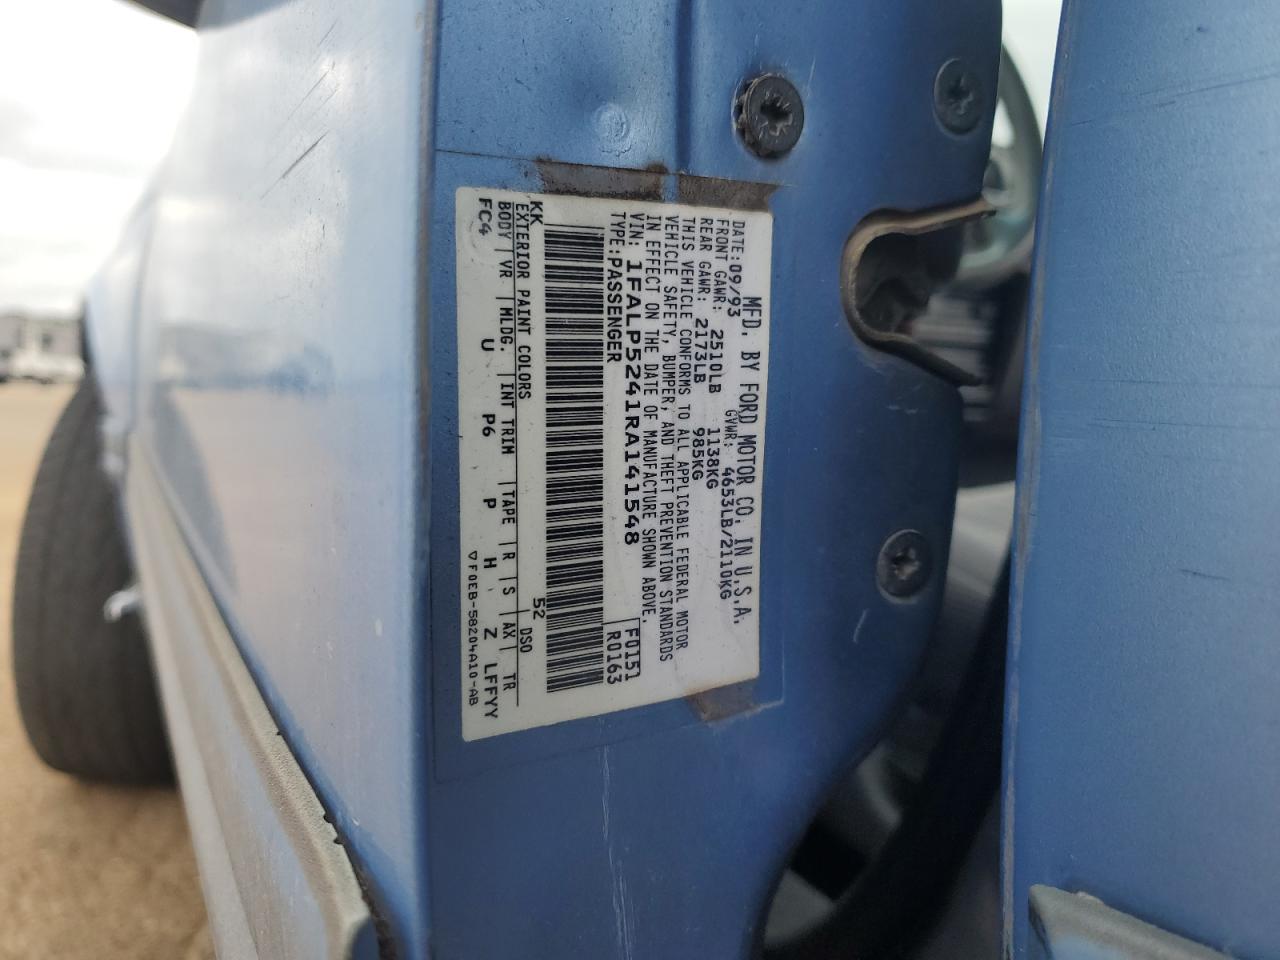 MFD. BY FORD MOTOR CO. IN U.S.A.
DATE: 09/93 GVWR: 4653LB/2110KG
FRONT GAWR: 2510LB 1138KG
REAR GAWR: 2173LB 985KG
THIS VEHICLE CONFORMS TO ALL APPLICABLE FEDERAL MOTOR
VEHICLE SAFETY, BUMPER, AND THEFT PREVENTION STANDARDS
IN EFFECT ON THE DATE OF MANUFACTURE SHOWN ABOVE.
VIN: 1FALP5241RA141548 F0151
TYPE: PASSENGER R0163
KK 52
EXTERIOR PAINT COLORS DSO
BODY VR MLDG. INT TRIM TAPE R S AX TR
FC4 U P6 P H Z LFFYY
▽F0EB-58204A10-AB